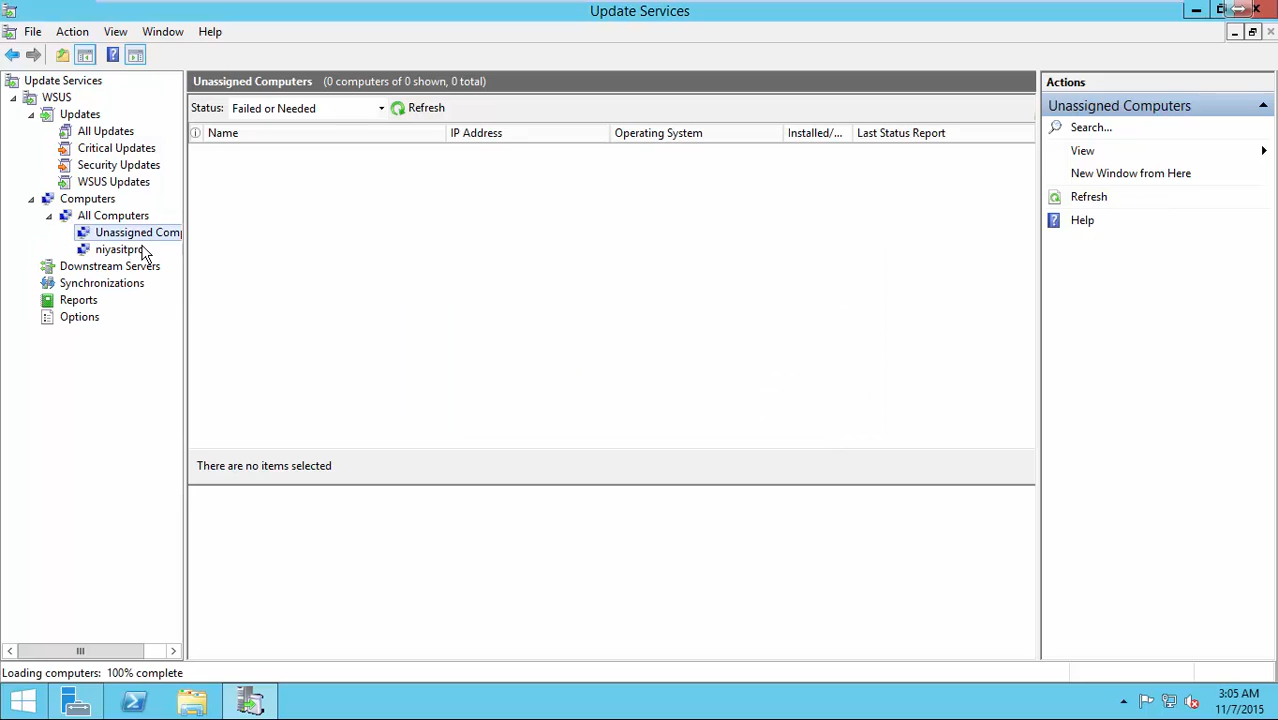 Update Services
File Action View Window Help
Update Services
WSUS
Updates
All Updates
Critical Updates
Security Updates
WSUS Updates
Computers
All Computers
Unassigned Comp
niyasitpro
Downstream Servers
Synchronizations
Reports
Options
Unassigned Computers (0 computers of 0 shown, 0 total)
Status: Failed or Needed Refresh
Name IP Address Operating System Installed/... Last Status Report
There are no items selected
Actions
Unassigned Computers
Search...
View
New Window from Here
Refresh
Help
Loading computers: 100% complete
3:05 AM
11/7/2015